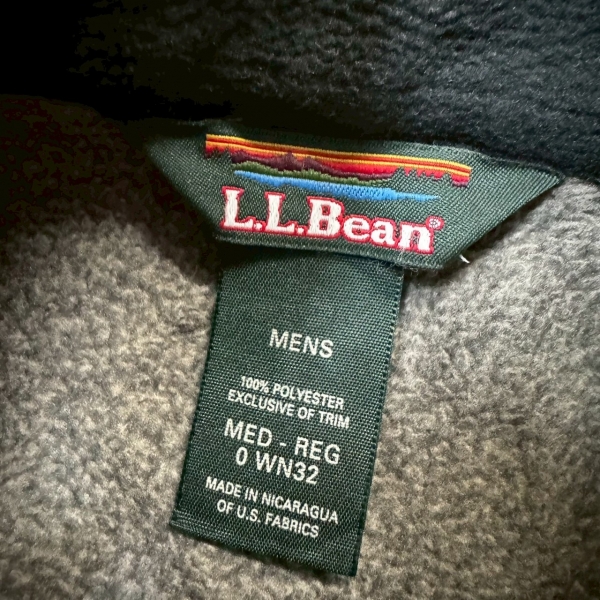 L.L.Bean®
MENS
100% POLYESTER
EXCLUSIVE OF TRIM
MED - REG
0 WN32
MADE IN NICARAGUA
OF U.S. FABRICS